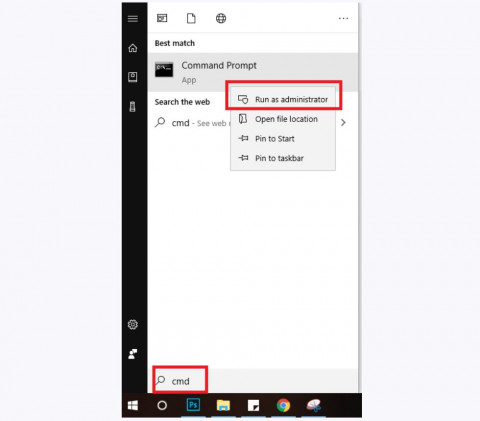 Best match
Command Prompt
App
Search the web
cmd - See web
Run as administrator
Open file location
Pin to Start
Pin to taskbar
cmd
Ps